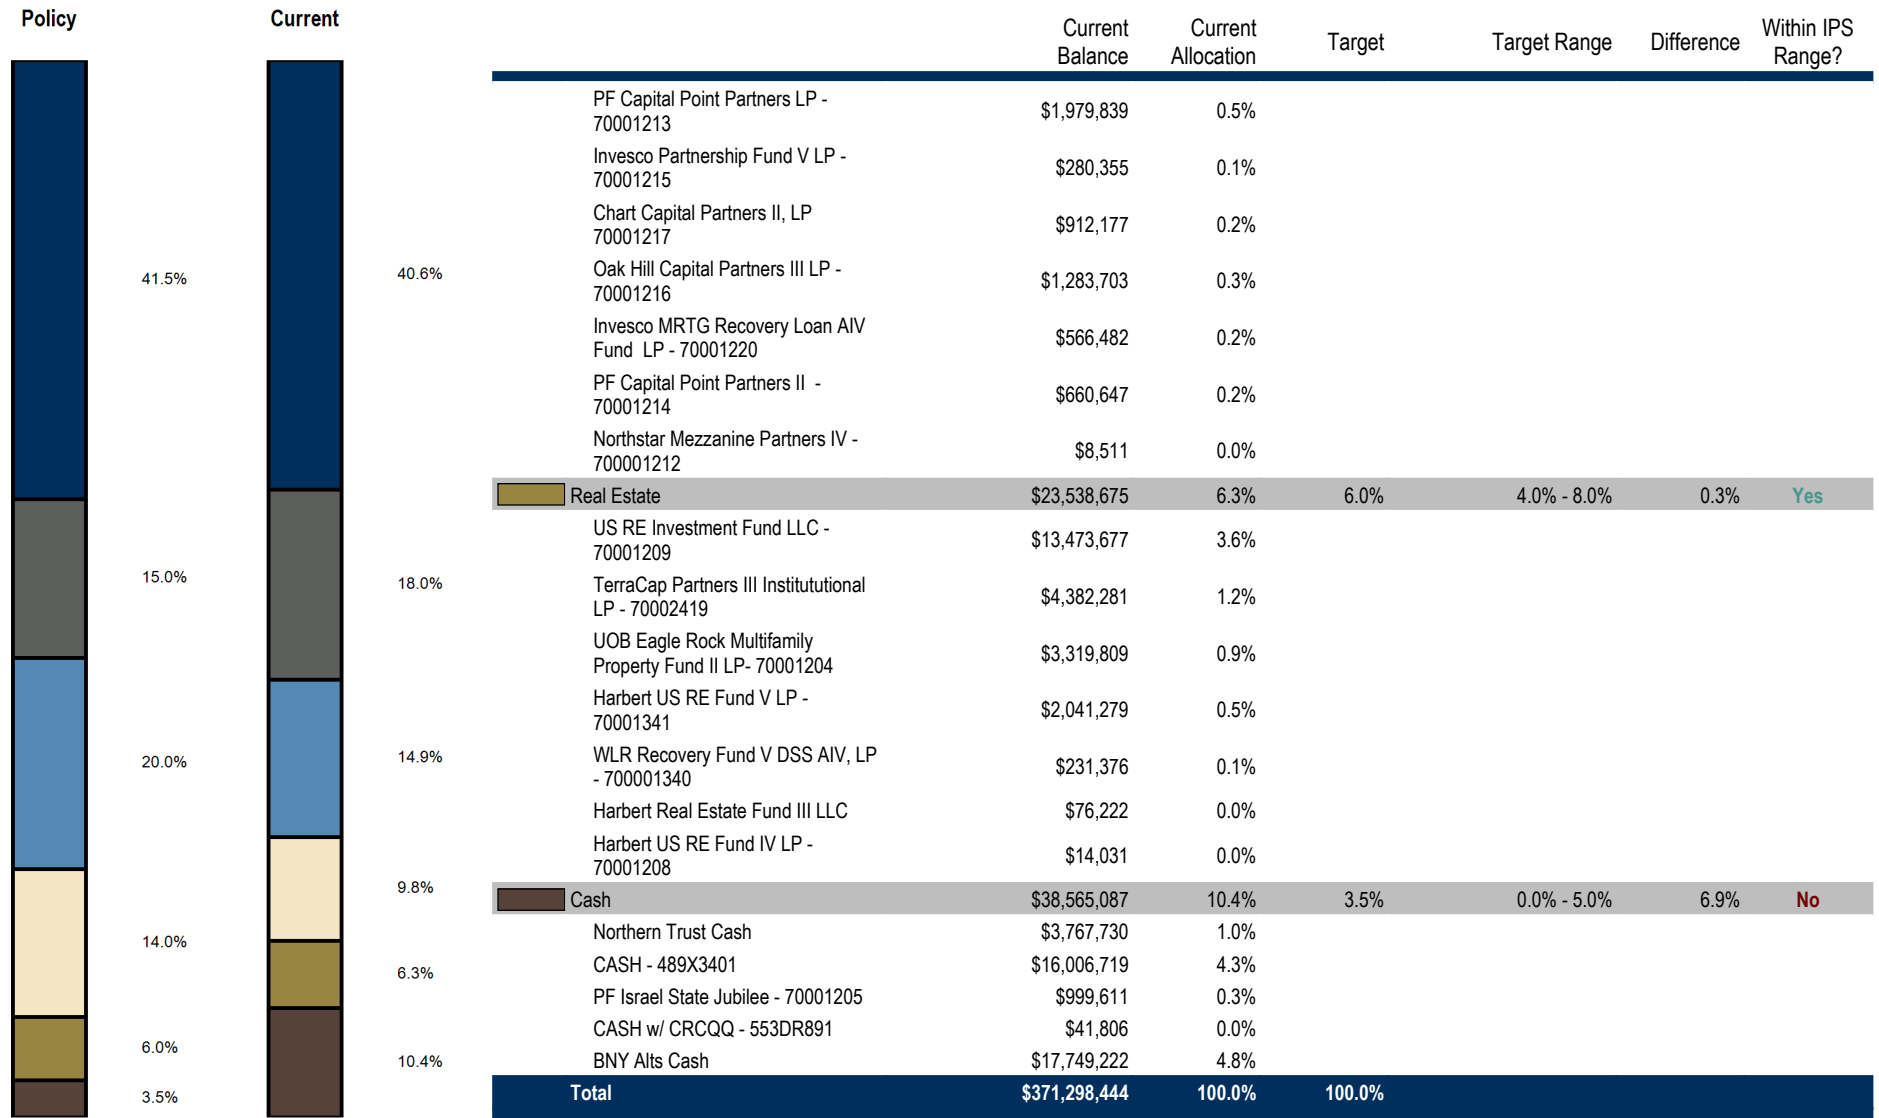 Policy
Current
41.5%
15.0%
20.0%
14.0%
6.0%
3.5%
40.6%
18.0%
14.9%
9.8%
6.3%
10.4%
Current Current Within IPS
Balance Allocation Target Target Range Difference Range?
PF Capital Point Partners LP -
70001213 $1,979,839 0.5%
Invesco Partnership Fund V LP -
70001215 $280,355 0.1%
Chart Capital Partners II, LP
70001217 $912,177 0.2%
Oak Hill Capital Partners III LP -
70001216 $1,283,703 0.3%
Invesco MRTG Recovery Loan AIV
Fund LP - 70001220 $566,482 0.2%
PF Capital Point Partners II -
70001214 $660,647 0.2%
Northstar Mezzanine Partners IV -
700001212 $8,511 0.0%
Real Estate $23,538,675 6.3% 6.0% 4.0% - 8.0% 0.3% Yes
US RE Investment Fund LLC -
70001209 $13,473,677 3.6%
TerraCap Partners III Institututional
LP - 70002419 $4,382,281 1.2%
UOB Eagle Rock Multifamily
Property Fund II LP- 70001204 $3,319,809 0.9%
Harbert US RE Fund V LP -
70001341 $2,041,279 0.5%
WLR Recovery Fund V DSS AIV, LP
- 700001340 $231,376 0.1%
Harbert Real Estate Fund III LLC $76,222 0.0%
Harbert US RE Fund IV LP -
70001208 $14,031 0.0%
Cash $38,565,087 10.4% 3.5% 0.0% - 5.0% 6.9% No
Northern Trust Cash $3,767,730 1.0%
CASH - 489X3401 $16,006,719 4.3%
PF Israel State Jubilee - 70001205 $999,611 0.3%
CASH w/ CRCQQ - 553DR891 $41,806 0.0%
BNY Alts Cash $17,749,222 4.8%
Total $371,298,444 100.0% 100.0%